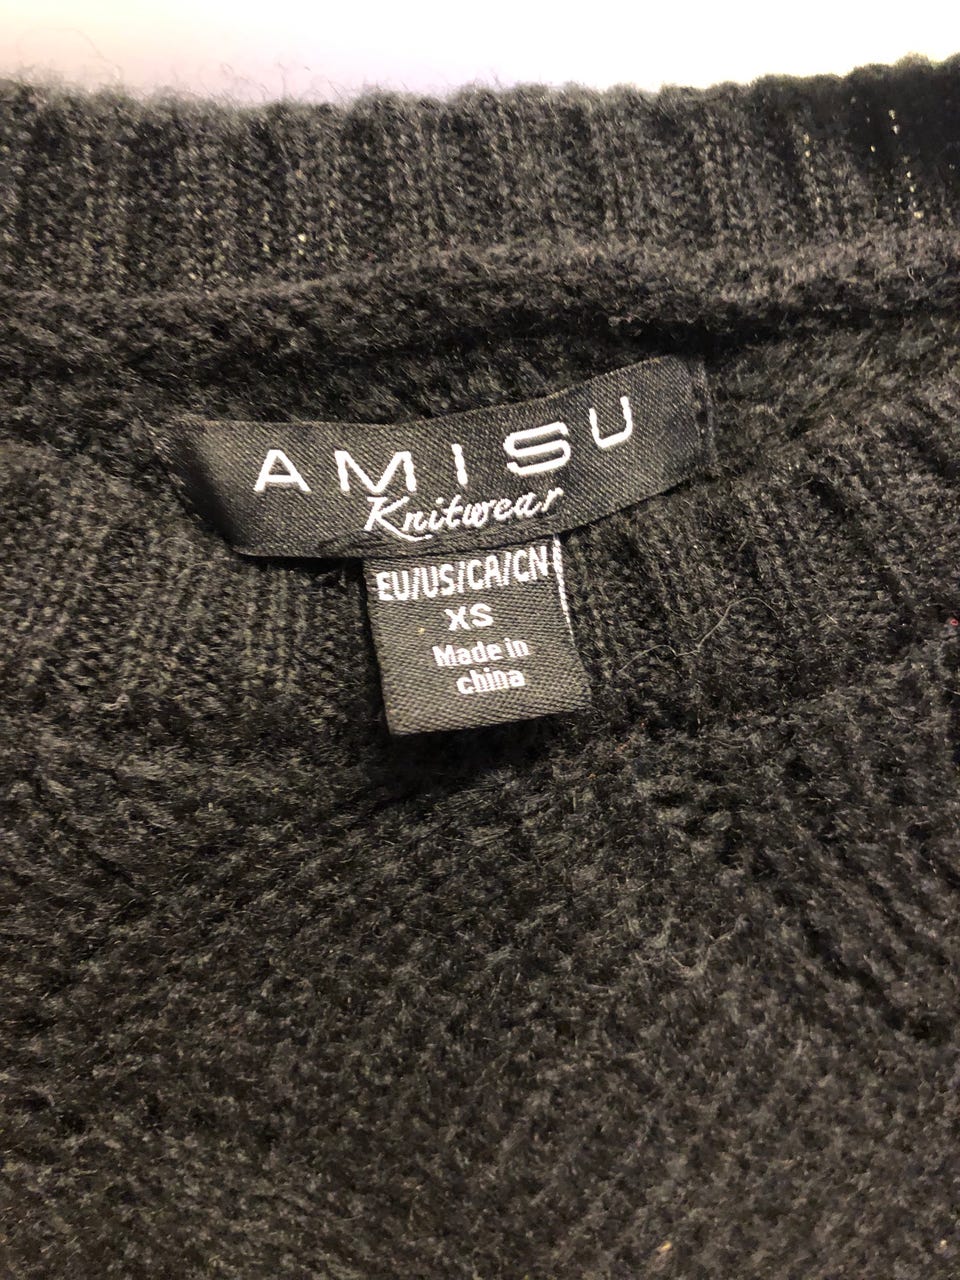 AMISU
Knitwear
EU/US/CA/CN
XS
Made in
china